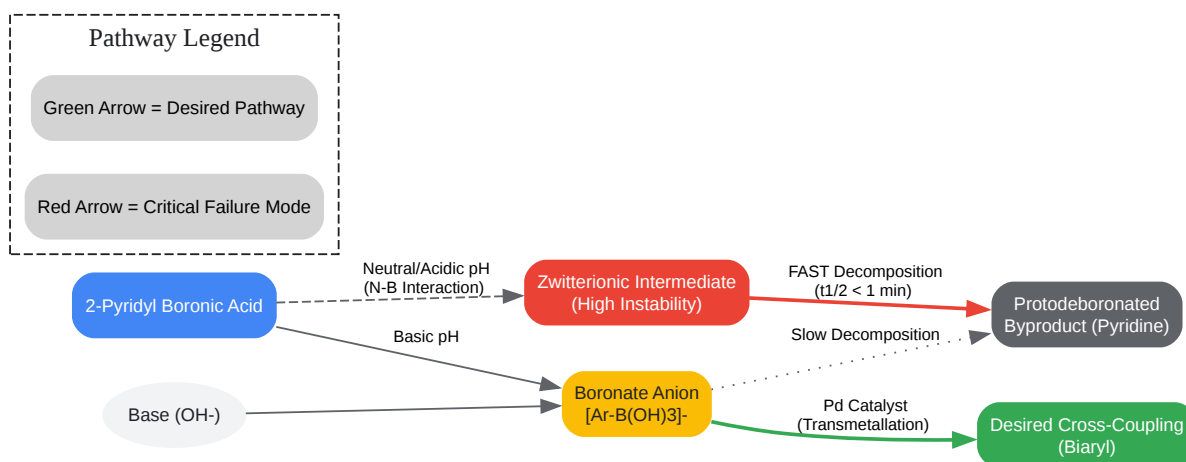 Pathway Legend
Green Arrow = Desired Pathway
Red Arrow = Critical Failure Mode
2-Pyridyl Boronic Acid
Neutral/Acidic pH
(N-B Interaction)
Zwitterionic Intermediate
(High Instability)
FAST Decomposition
(t1/2 < 1 min)
Protodeboronated
Byproduct (Pyridine)
Basic pH
Slow Decomposition
Base (OH-)
Boronate Anion
[Ar-B(OH)3]-
Pd Catalyst
(Transmetallation)
Desired Cross-Coupling
(Biaryl)